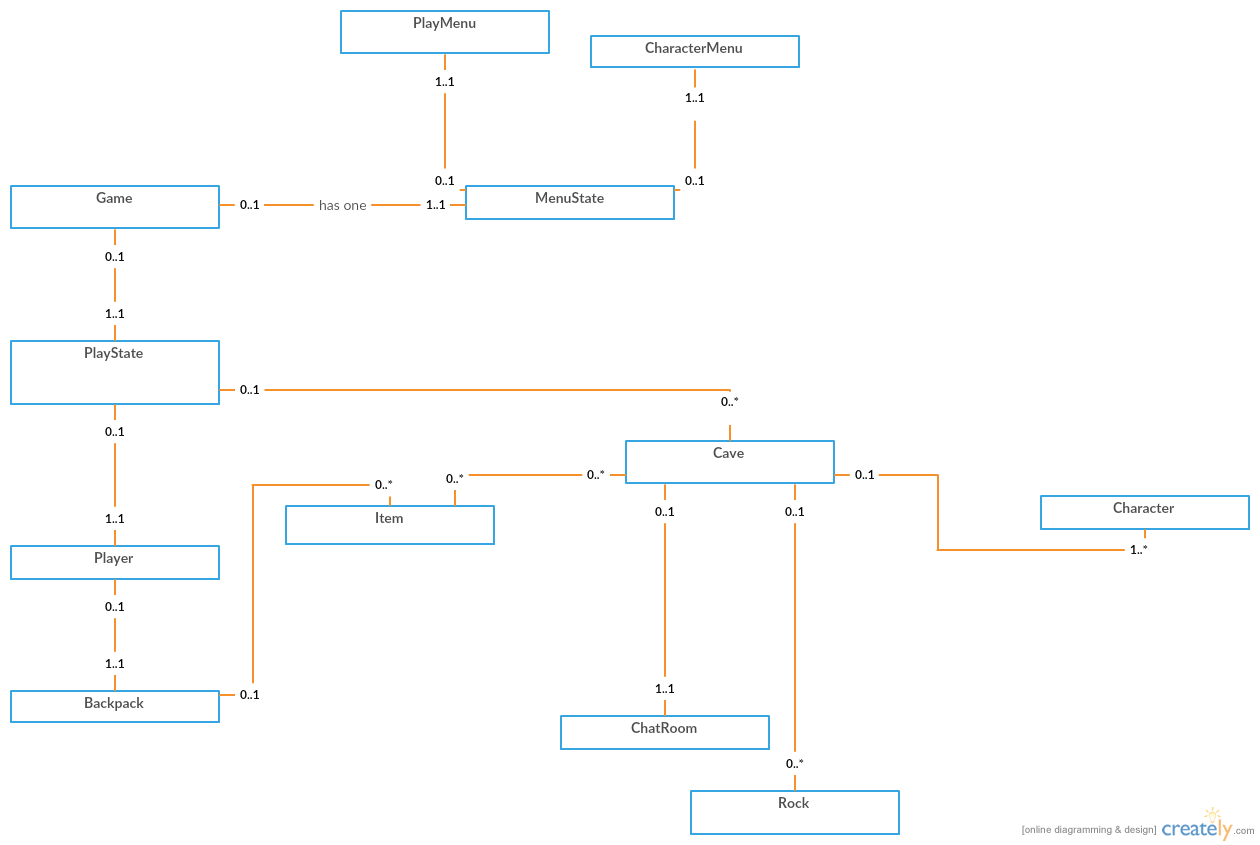 PlayMenu
CharacterMenu
1..1
1..1
0..1
0..1
Game
MenuState
0..1
has one
1..1
0..1
1..1
PlayState
0..1
0..*
0..1
Cave
0..*
0..*
0..*
0..1
Item
0..1
0..1
Character
1..*
1..1
Player
0..1
1..1
Backpack
0..1
1..1
ChatRoom
0..*
Rock
[online diagramming & design] creately.com